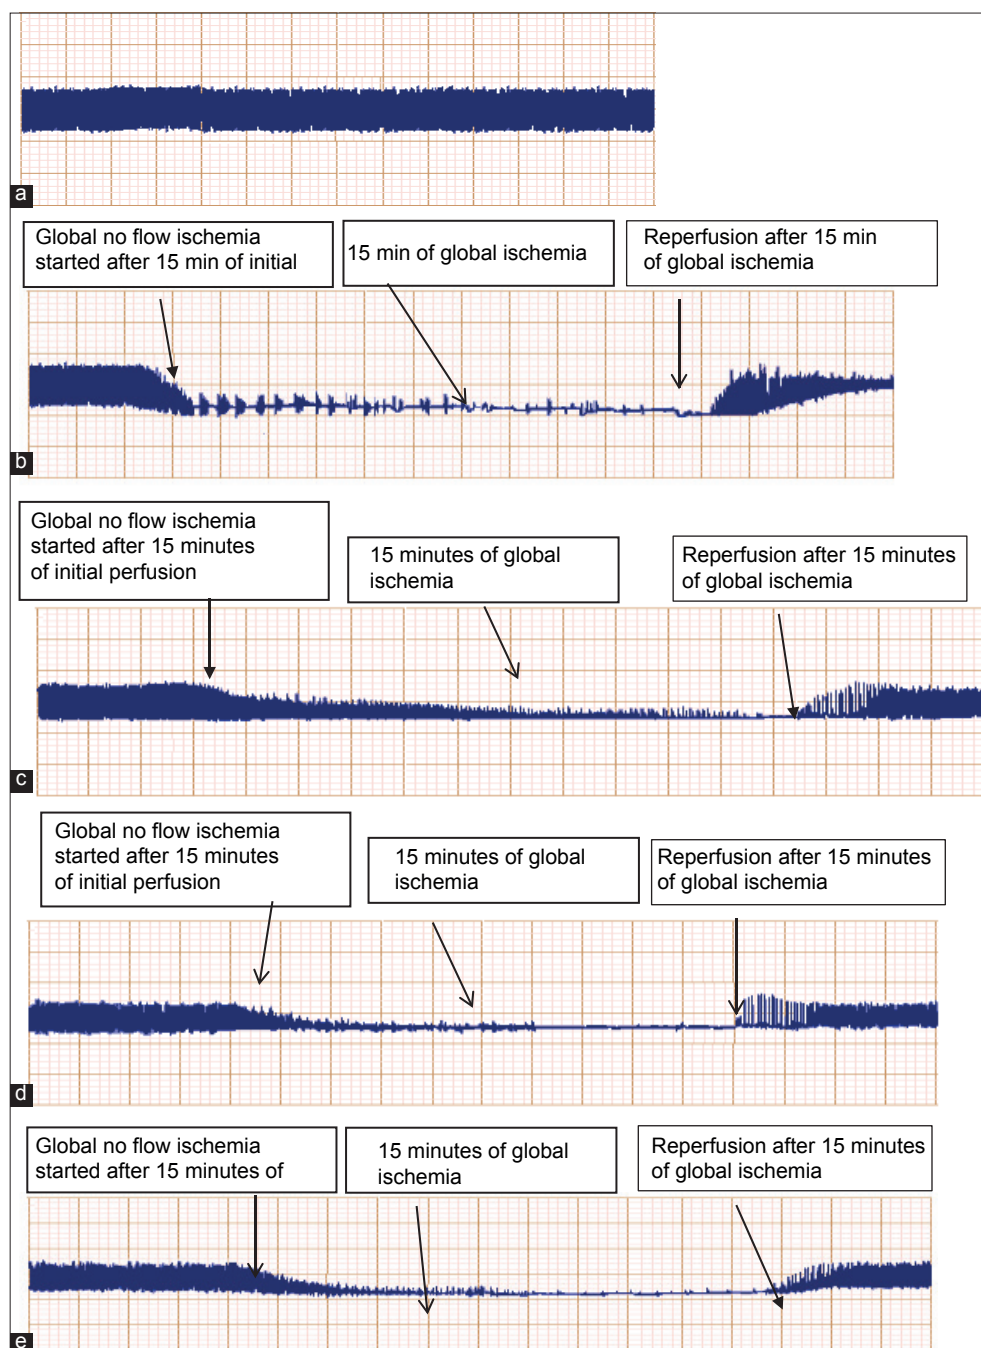 a
Global no flow ischemia
started after 15 min of initial
15 min of global ischemia
Reperfusion after 15 min
of global ischemia
b
Global no flow ischemia
started after 15 minutes
of initial perfusion
15 minutes of global
ischemia
Reperfusion after 15 minutes
of global ischemia
c
Global no flow ischemia
started after 15 minutes
of initial perfusion
15 minutes of global
ischemia
Reperfusion after 15 minutes
of global ischemia
d
Global no flow ischemia
started after 15 minutes of
15 minutes of global
ischemia
Reperfusion after 15 minutes
of global ischemia
e